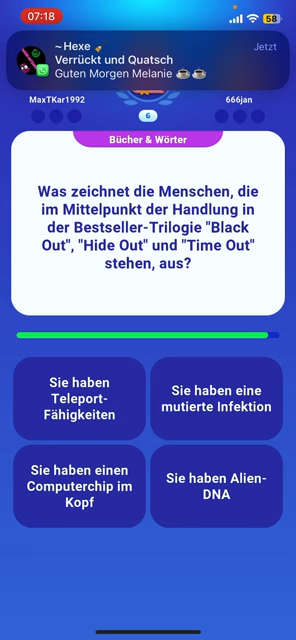 07:18
58
~Hexe 🧹
Jetzt
Verrückt und Quatsch
Guten Morgen Melanie ☕☕
MaxTKar1992
666jan
6
Bücher & Wörter
Was zeichnet die Menschen, die
im Mittelpunkt der Handlung in
der Bestseller-Trilogie "Black
Out", "Hide Out" und "Time Out"
stehen, aus?
Sie haben
Teleport-
Fähigkeiten
Sie haben eine
mutierte Infektion
Sie haben einen
Computerchip im
Kopf
Sie haben Alien-
DNA